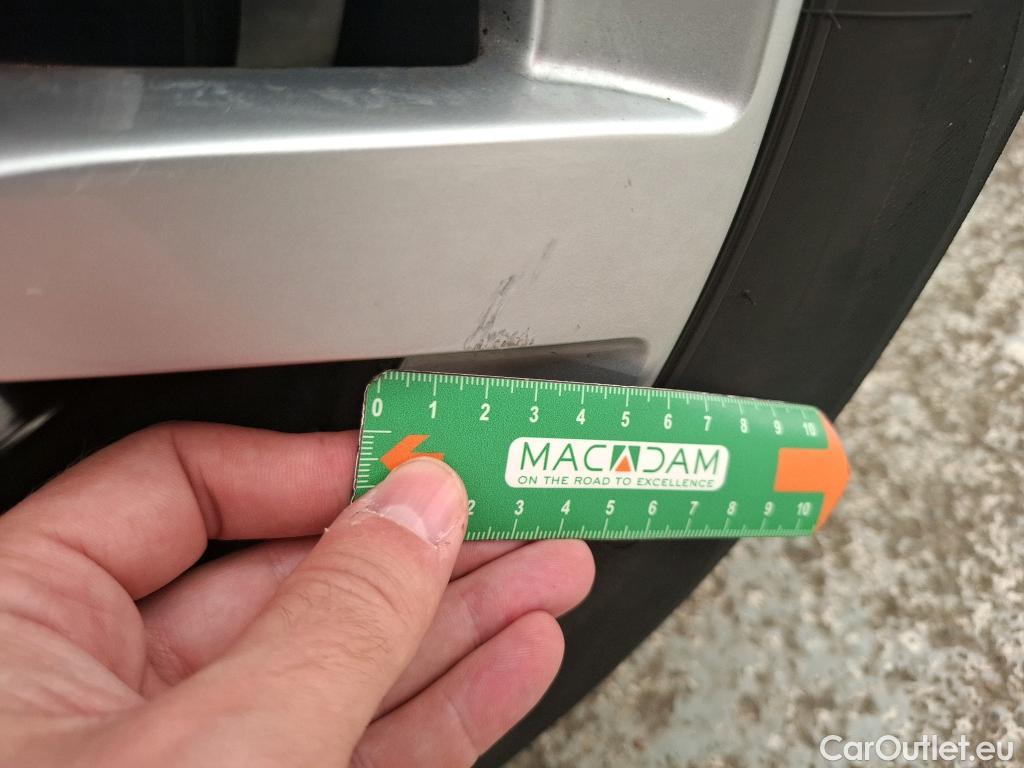 0 1 2 3 4 5 6 7 8 9 10
MACADAM
ON THE ROAD TO EXCELLENCE
2 3 4 5 6 7 8 9 10
CarOutlet.eu